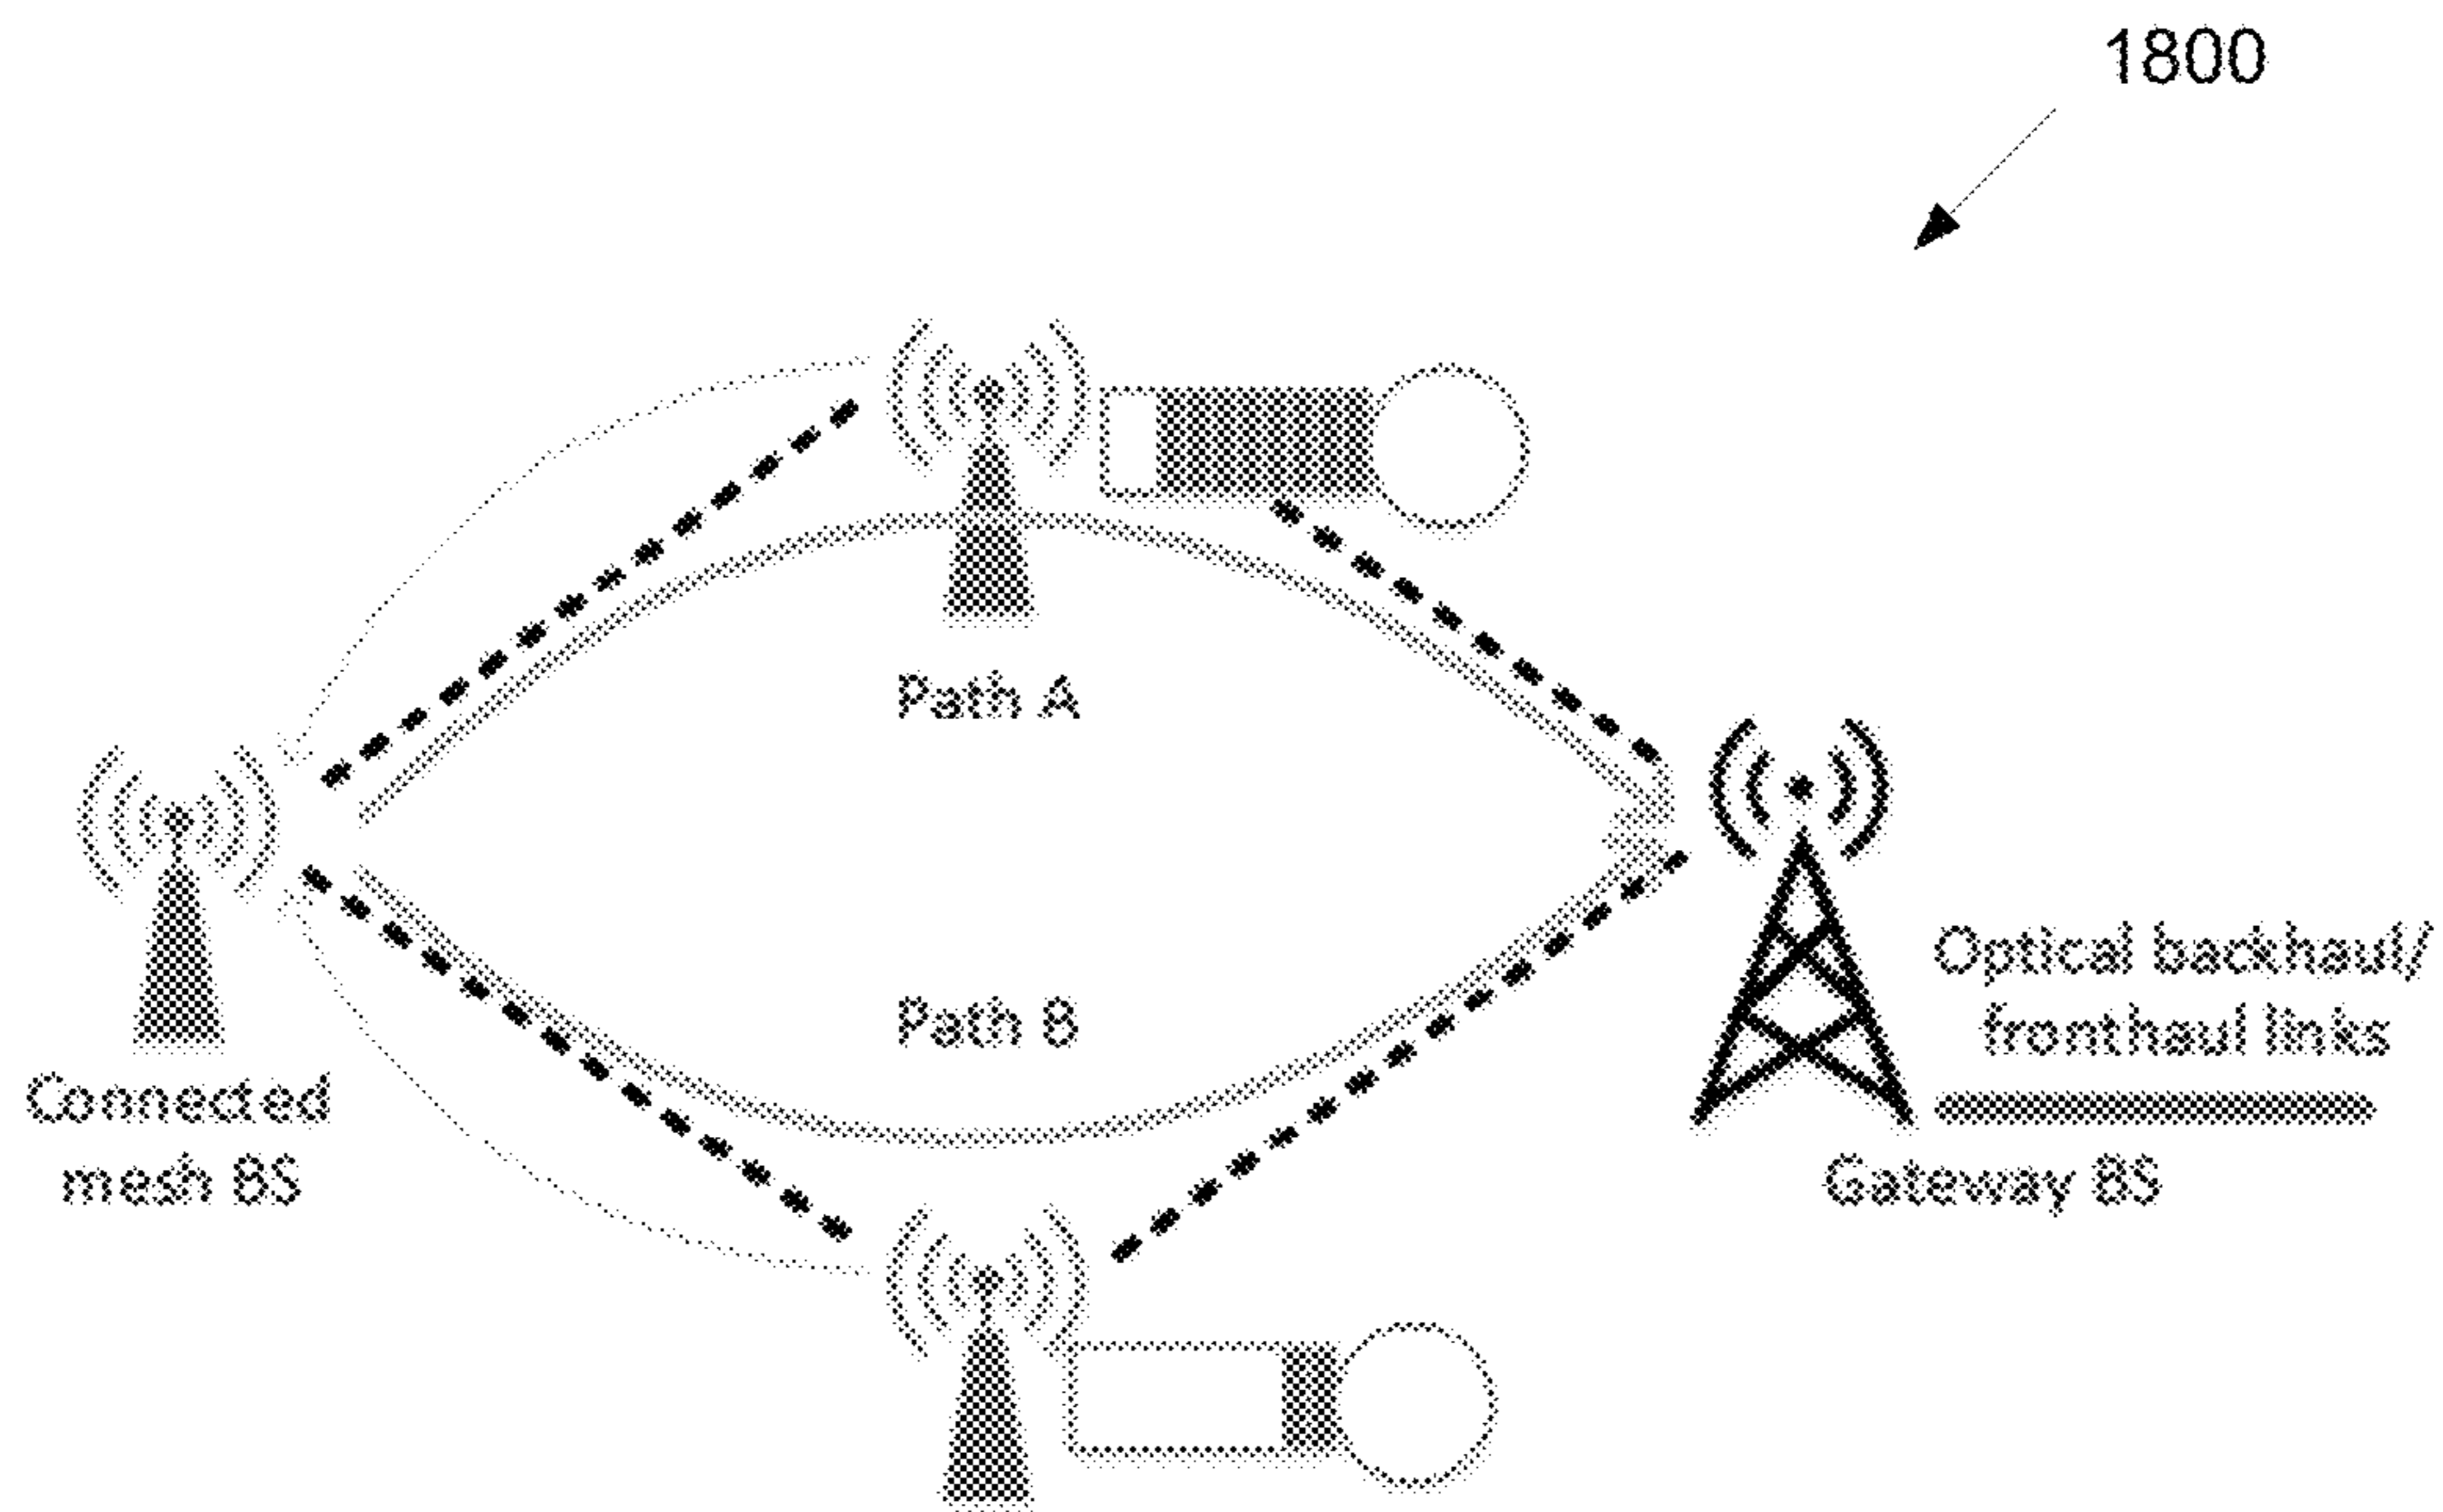 1800
Path A
Path B
Connected
mesh BS
Optical backhaul/
fronthaul links
Gateway BS